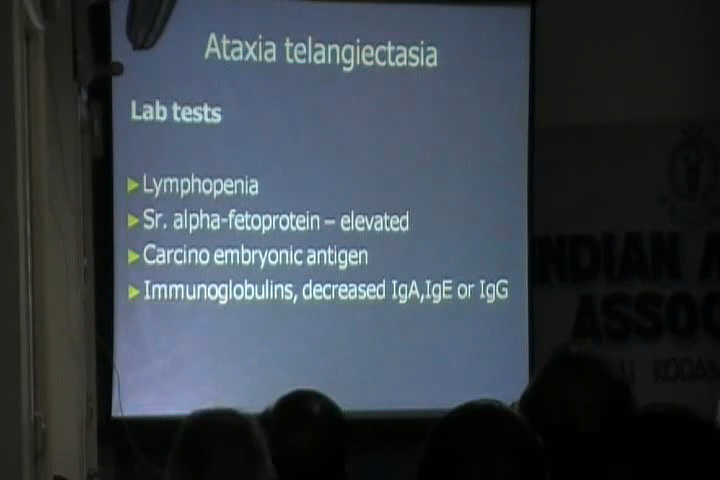 Ataxia telangiectasia
Lab tests
Lymphopenia
Sr. alpha-fetoprotein – elevated
Carcino embryonic antigen
Immunoglobulins, decreased IgA,IgE or IgG
INDIAN